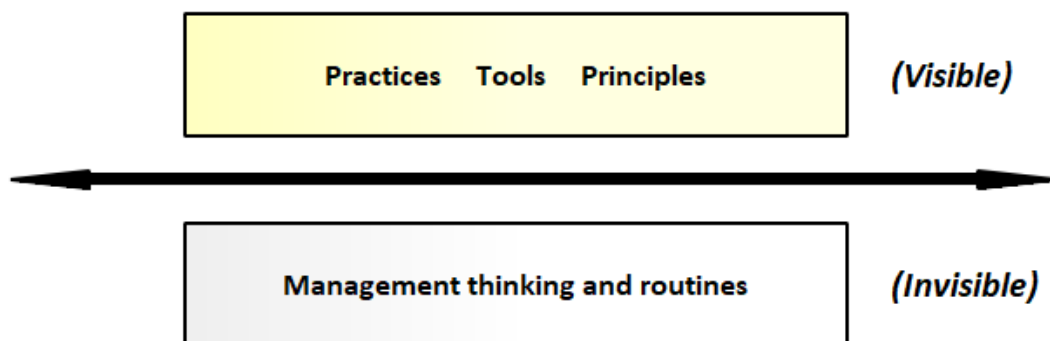 Practices Tools Principles (Visible)
Management thinking and routines (Invisible)